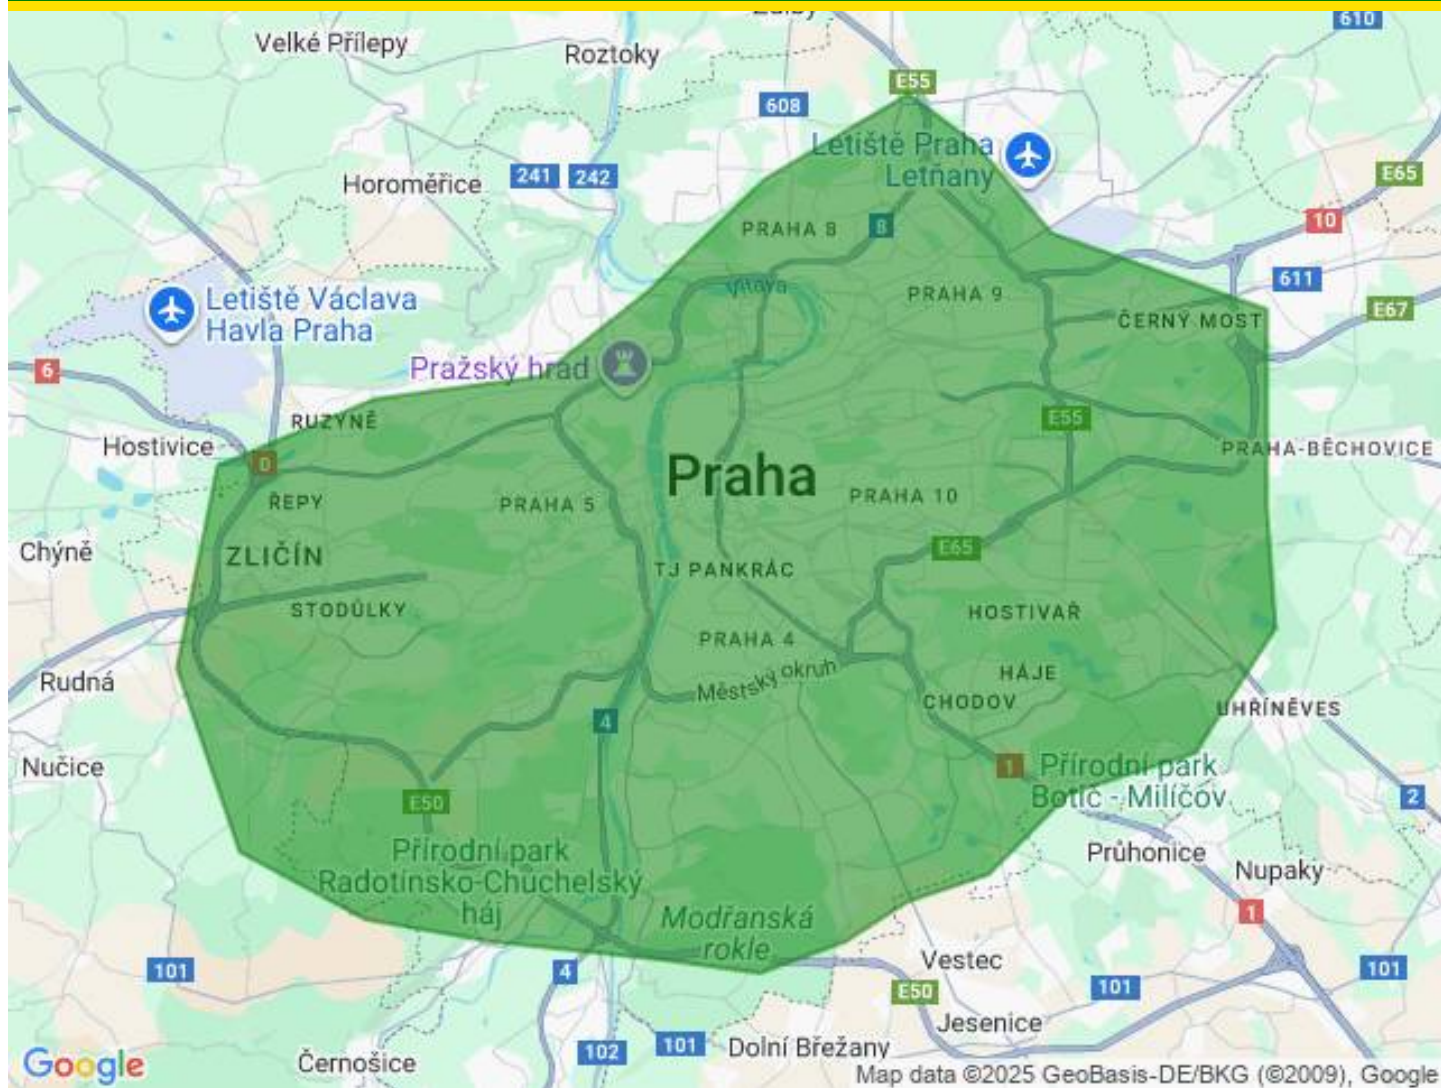 610
Velké Přílepy
Roztoky
E55
608
Letiště Praha
Letňany
E65
241
242
Horoměřice
10
PRAHA 8
8
611
Letiště Václava
Havla Praha
Vltava
PRAHA 9
E67
ČERNÝ MOST
6
Pražský hrad
RUZYNĚ
E55
Hostivice
0
PRAHA-BĚCHOVICE
Praha
ŘEPY
PRAHA 5
PRAHA 10
Chýně
ZLIČÍN
E65
TJ PANKRÁC
STODŮLKY
HOSTIVAŘ
PRAHA 4
Městský okruh
HÁJE
Rudná
CHODOV
4
UHŘÍNĚVES
Nučice
1
Přírodní park
Botič - Milíčov
E50
2
Přírodní park
Radotínsko-Chuchelský
háj
Průhonice
Nupaky
Modřanská
rokle
1
101
4
Vestec
E50
101
101
Jesenice
102
101
Dolní Břežany
Černošice
Google
Map data ©2025 GeoBasis-DE/BKG (©2009), Google